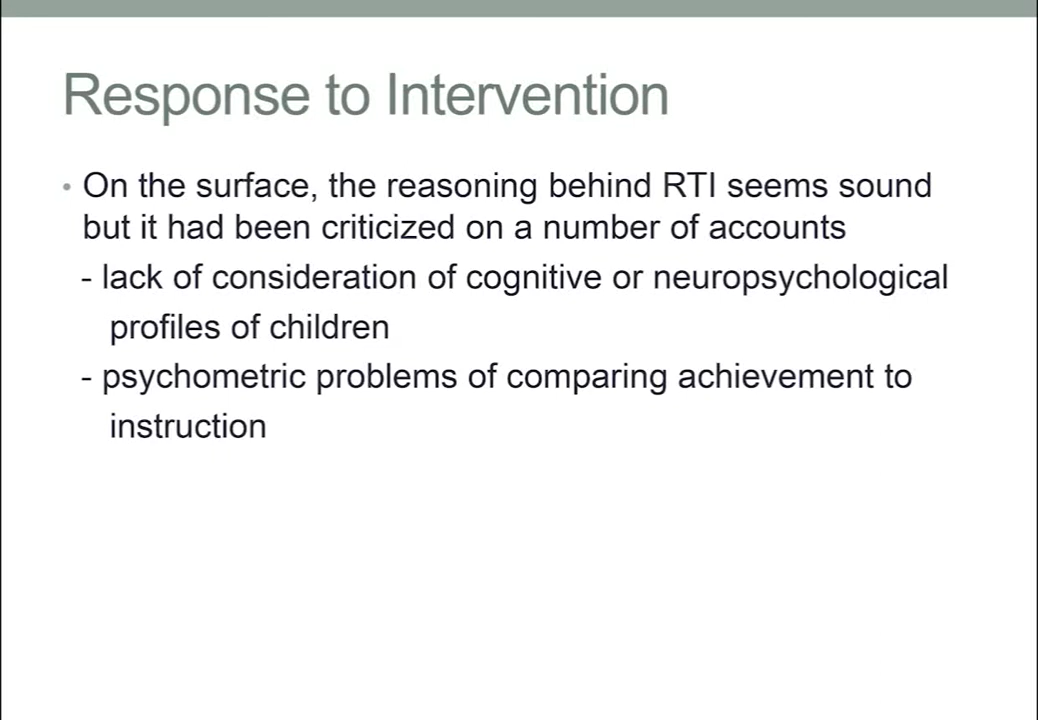 Response to Intervention
• On the surface, the reasoning behind RTI seems sound
but it had been criticized on a number of accounts
- lack of consideration of cognitive or neuropsychological
profiles of children
- psychometric problems of comparing achievement to
instruction